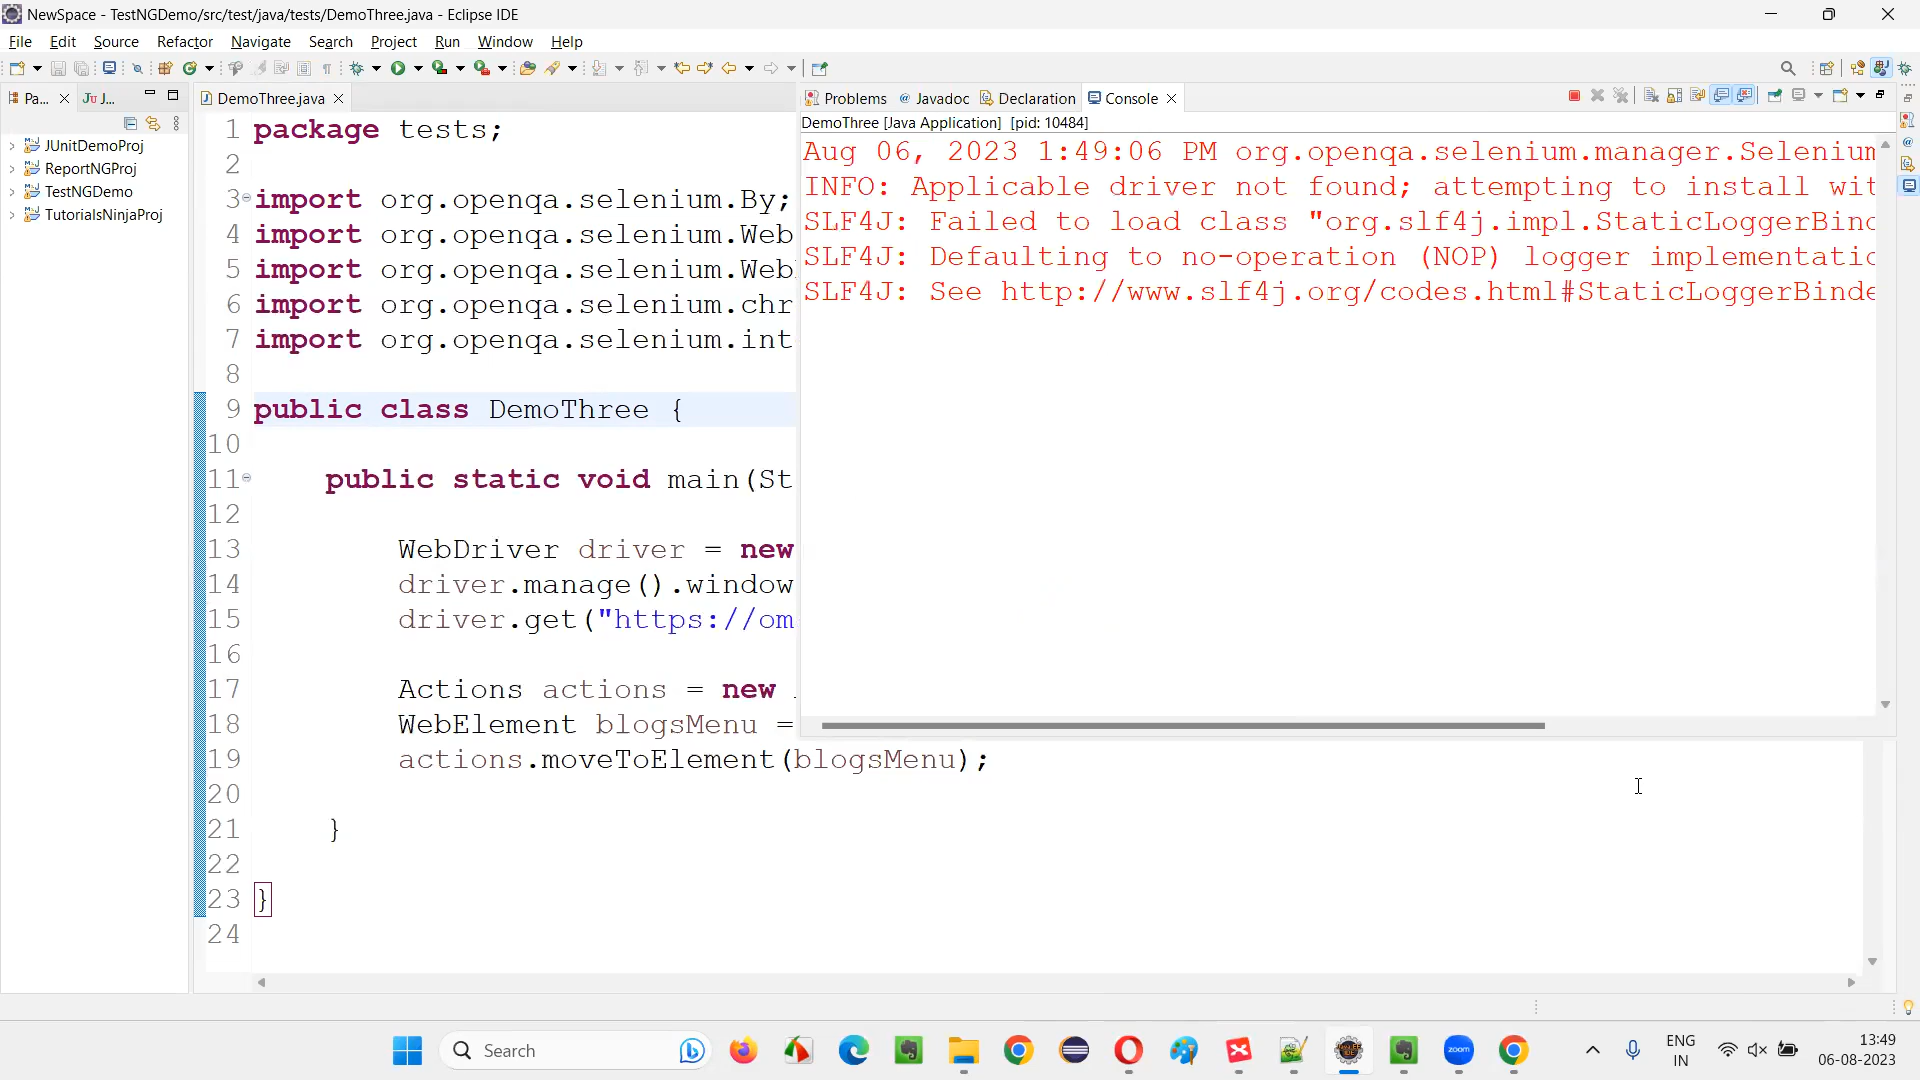 NewSpace - TestNGDemo/src/test/java/tests/DemoThree.java - Eclipse IDE
File Edit Source Refactor Navigate Search Project Run Window Help
Pa... Ju J... DemoThree.java Problems @ Javadoc Declaration Console
DemoThree [Java Application] [pid: 10484]
JUnitDemoProj
ReportNGProj
TestNGDemo
TutorialsNinjaProj
1 package tests;
2
3 import org.openqa.selenium.By;
4 import org.openqa.selenium.Web
5 import org.openqa.selenium.Web
6 import org.openqa.selenium.chr
7 import org.openqa.selenium.int
8
9 public class DemoThree {
10
11 public static void main(St
12
13 WebDriver driver = new
14 driver.manage().window
15 driver.get("https://om
16
17 Actions actions = new
18 WebElement blogsMenu =
19 actions.moveToElement(blogsMenu);
20
21 }
22
23 }
24
Aug 06, 2023 1:49:06 PM org.openqa.selenium.manager.Selenium
INFO: Applicable driver not found; attempting to install wit
SLF4J: Failed to load class "org.slf4j.impl.StaticLoggerBind
SLF4J: Defaulting to no-operation (NOP) logger implementatio
SLF4J: See http://www.slf4j.org/codes.html#StaticLoggerBinde
Search
zoom
ENG
IN
13:49
06-08-2023